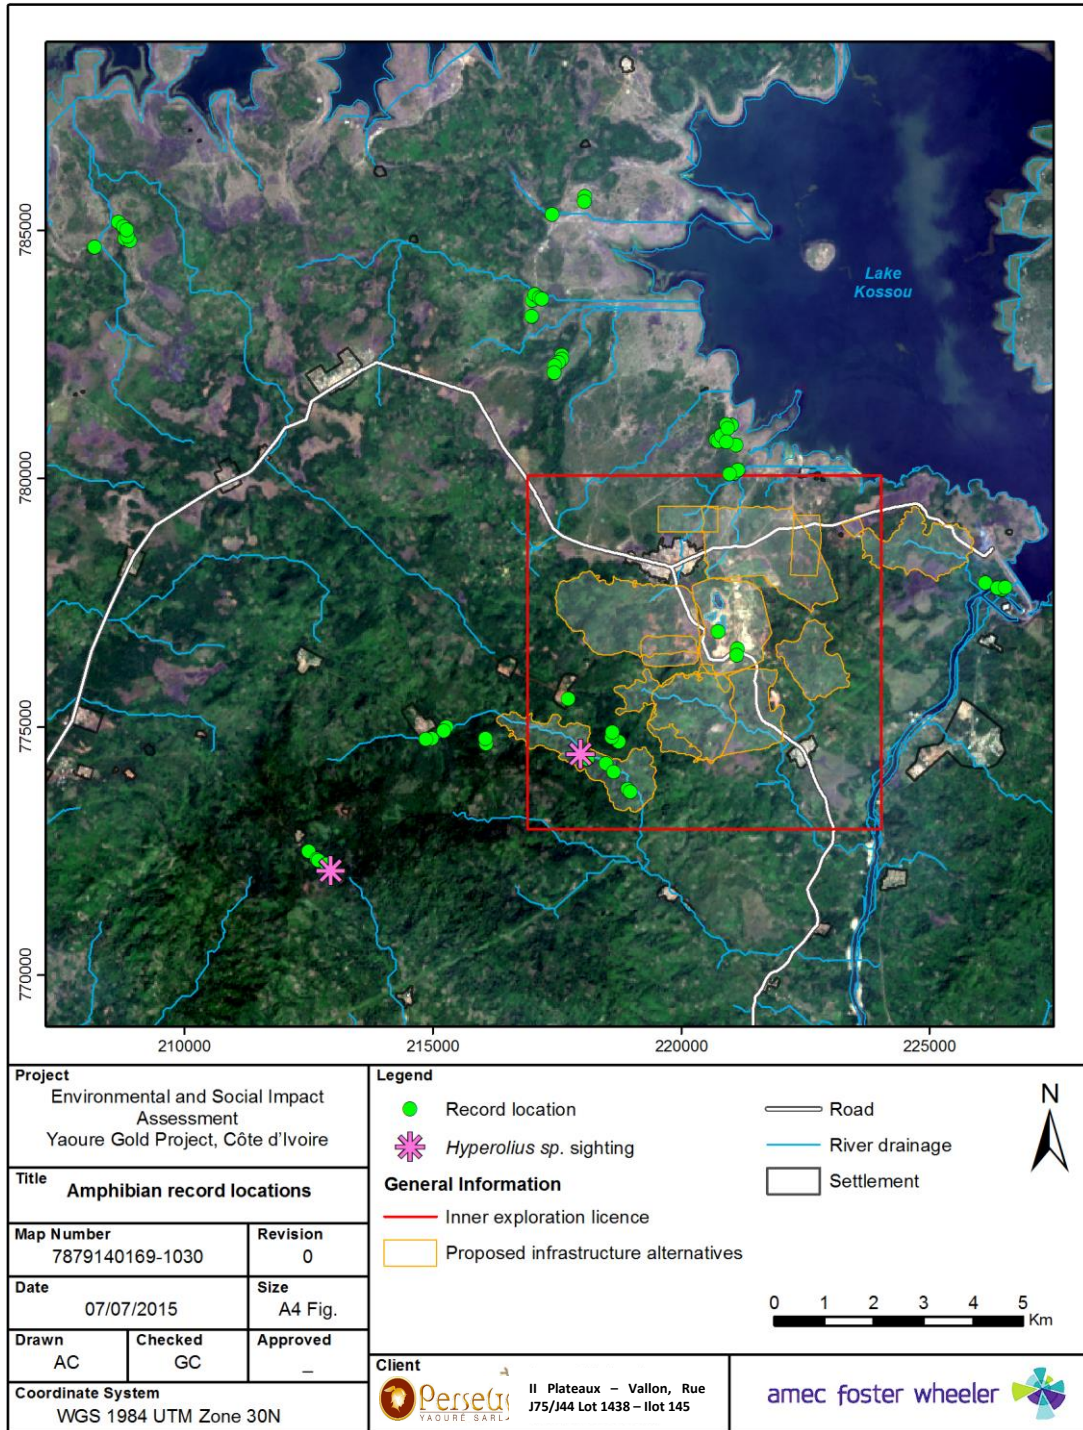 785000
780000
775000
770000
Lake
Kossou
210000
215000
220000
225000
Project
Environmental and Social Impact
Assessment
Yaoure Gold Project, Côte d'Ivoire
Title
Amphibian record locations
Map Number
7879140169-1030
Revision
0
Date
07/07/2015
Size
A4 Fig.
Drawn
AC
Checked
GC
Approved
_
Coordinate System
WGS 1984 UTM Zone 30N
Legend
Record location
Hyperolius sp. sighting
General Information
Inner exploration licence
Proposed infrastructure alternatives
Road
River drainage
Settlement
N
0 1 2 3 4 5
Km
Client
YAOURÉ SARL
II Plateaux – Vallon, Rue
J75/J44 Lot 1438 – Ilot 145
amec foster wheeler